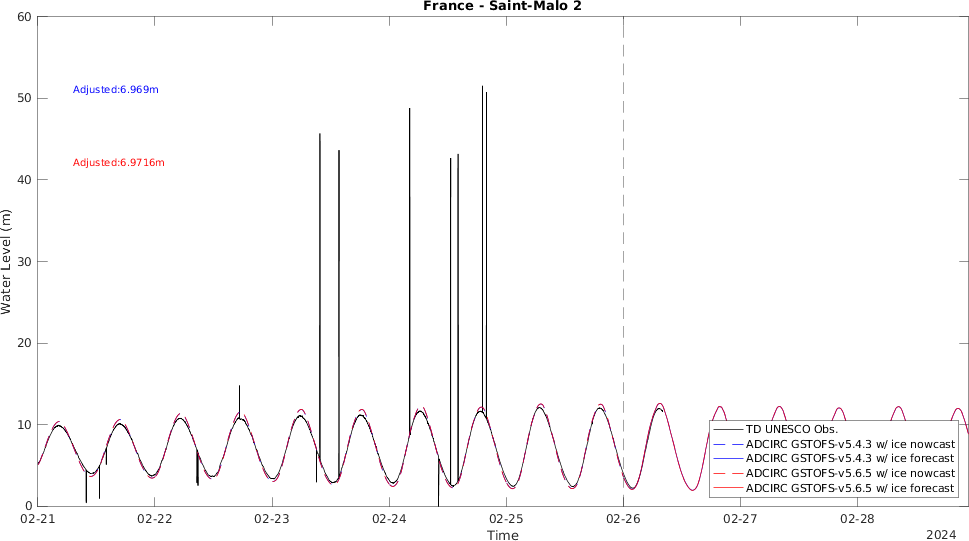 France - Saint-Malo 2
60
50
40
30
20
10
0
Water Level (m)
Adjusted:6.969m
Adjusted:6.9716m
TD UNESCO Obs.
ADCIRC GSTOFS-v5.4.3 w/ ice nowcast
ADCIRC GSTOFS-v5.4.3 w/ ice forecast
ADCIRC GSTOFS-v5.6.5 w/ ice nowcast
ADCIRC GSTOFS-v5.6.5 w/ ice forecast
02-21 02-22 02-23 02-24 02-25 02-26 02-27 02-28
Time
2024